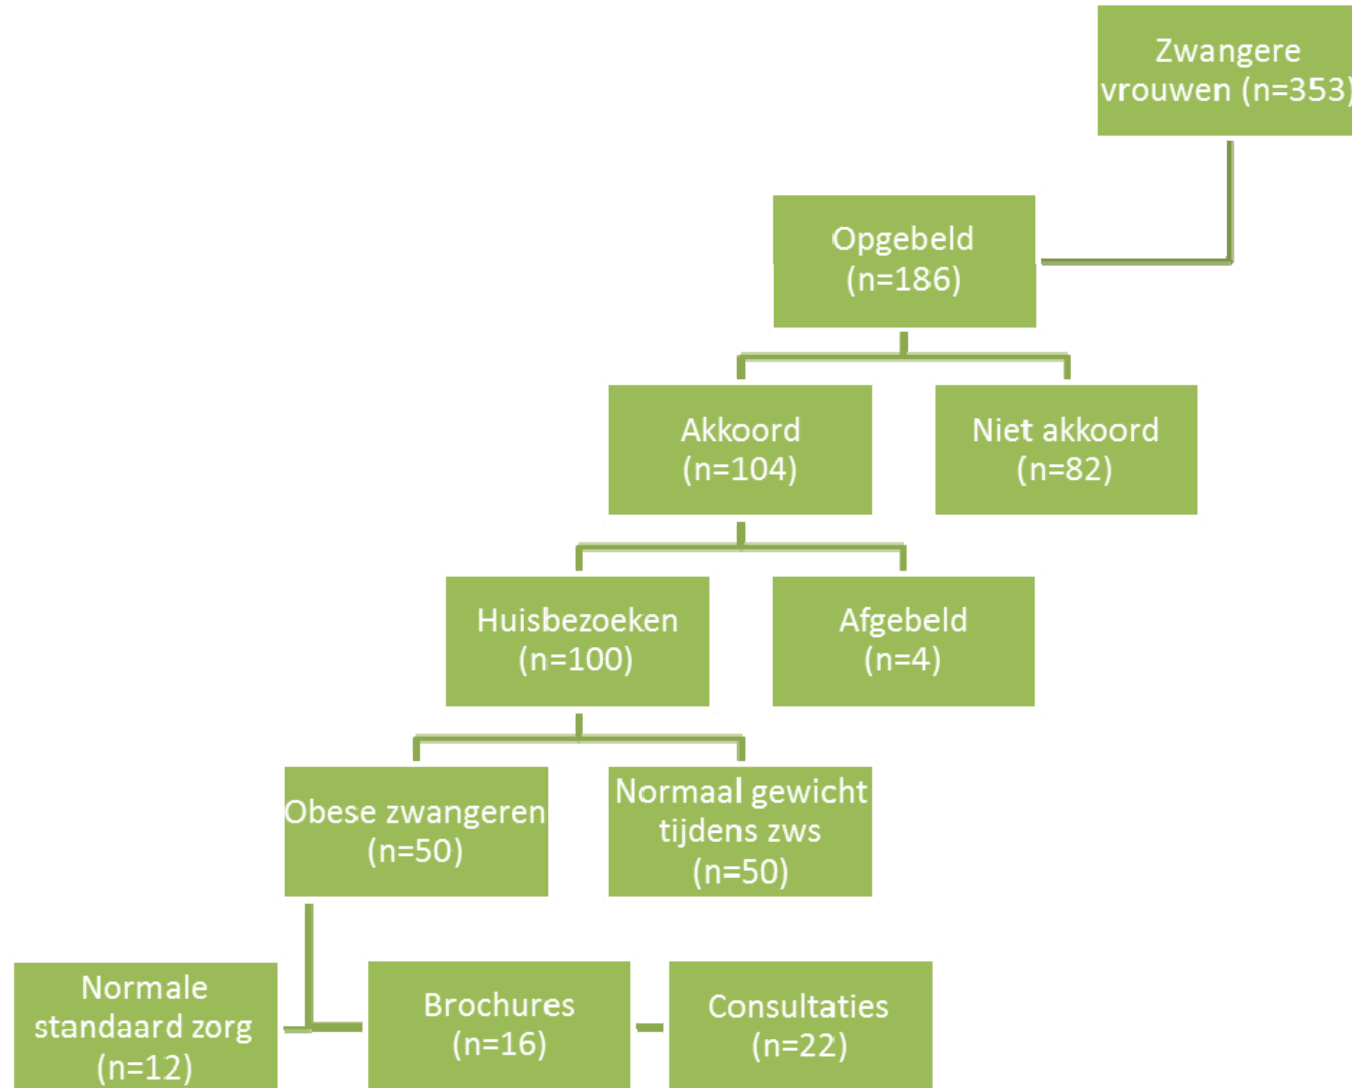 Zwangere
vrouwen (n=353)
Opgebeld
(n=186)
Akkoord
(n=104)
Niet akkoord
(n=82)
Huisbezoeken
(n=100)
Afgebeld
(n=4)
Obese zwangeren
(n=50)
Normaal gewicht
tijdens zws
(n=50)
Normale
standaard zorg
(n=12)
Brochures
(n=16)
Consultaties
(n=22)